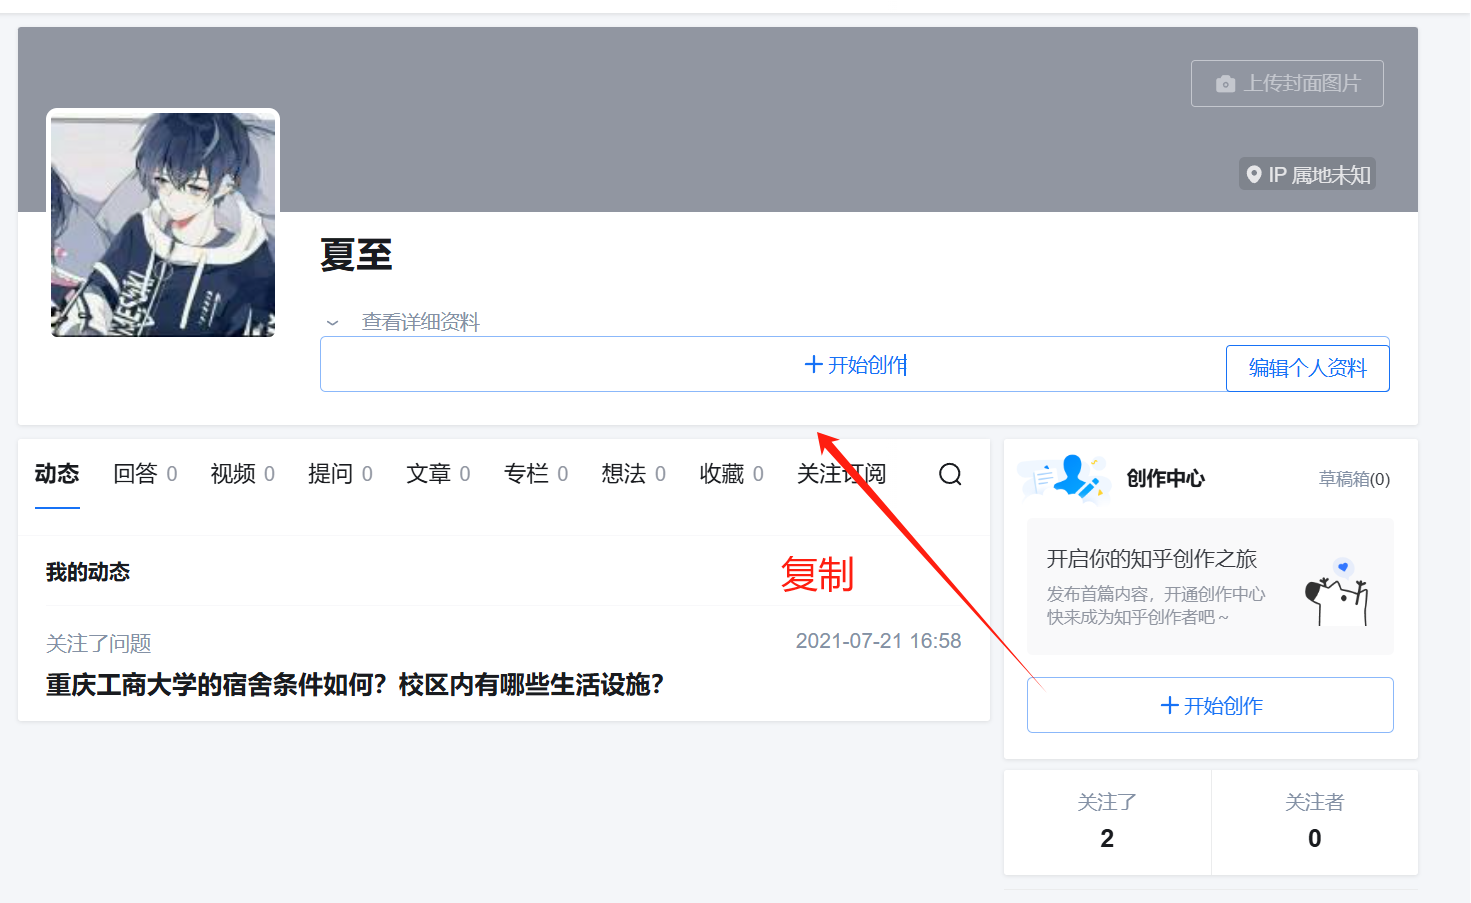 上传封面图片
IP 属地未知
夏至
查看详细资料
开始创作
编辑个人资料
动态 回答 0 视频 0 提问 0 文章 0 专栏 0 想法 0 收藏 0 关注订阅
我的动态
复制
关注了问题 2021-07-21 16:58
重庆工商大学的宿舍条件如何？校区内有哪些生活设施？
创作中心 草稿箱(0)
开启你的知乎创作之旅
发布首篇内容，开通创作中心
快来成为知乎创作者吧～
开始创作
关注了 关注者
2 0